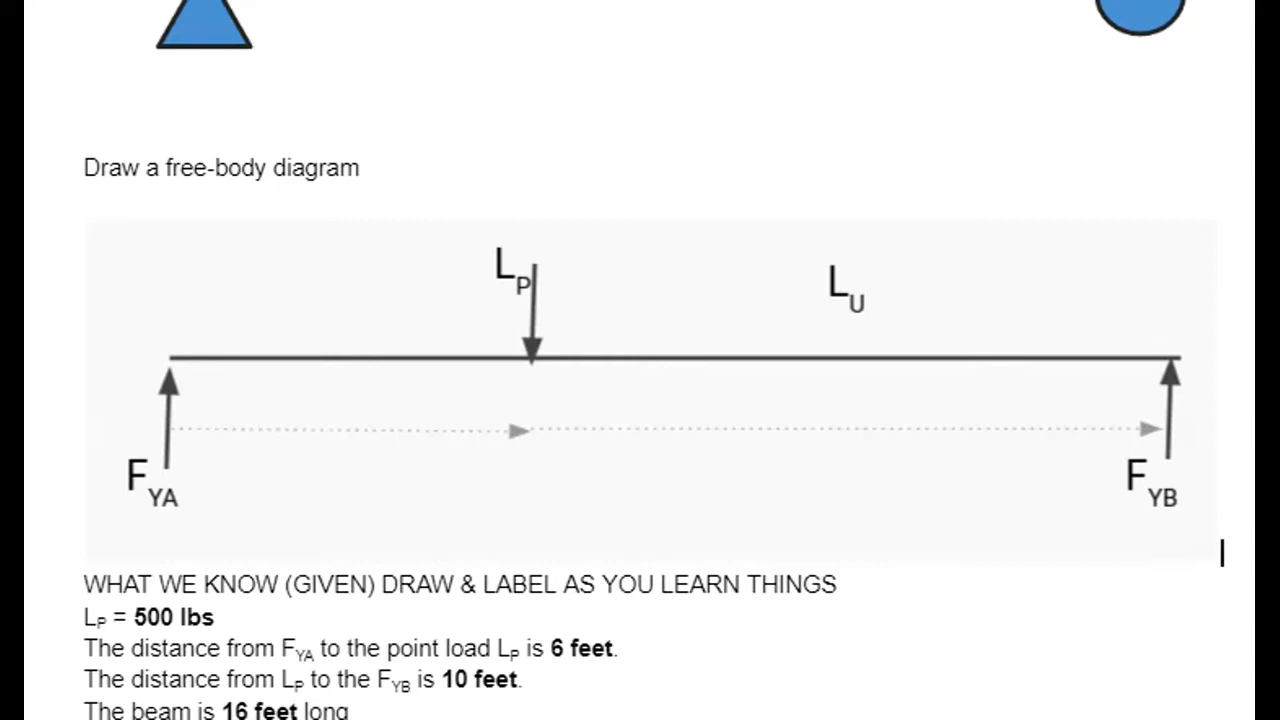 Draw a free-body diagram
LP
LU
FYA
FYB
WHAT WE KNOW (GIVEN) DRAW & LABEL AS YOU LEARN THINGS
LP = 500 lbs
The distance from FYA to the point load LP is 6 feet.
The distance from LP to the FYB is 10 feet.
The beam is 16 feet long